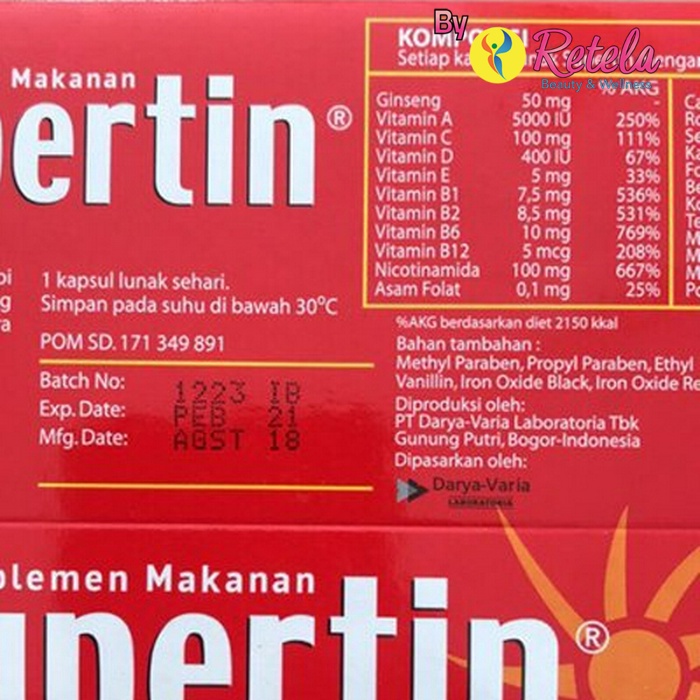 By
Retela
Beauty & Wellness
Makanan
pertin®
Setiap
% AKG
Ginseng 50 mg -
Vitamin A 5000 IU 250%
Vitamin C 100 mg 111%
Vitamin D 400 IU 67%
Vitamin E 5 mg 33%
Vitamin B1 7,5 mg 536%
Vitamin B2 8,5 mg 531%
Vitamin B6 10 mg 769%
Vitamin B12 5 mcg 208%
Nicotinamida 100 mg 667%
Asam Folat 0,1 mg 25%
1 kapsul lunak sehari.
Simpan pada suhu di bawah 30°C
POM SD. 171 349 891
Batch No: 1223 IB
Exp. Date: PEB 21
Mfg. Date: AGST 18
%AKG berdasarkan diet 2150 kkal
Bahan tambahan :
Methyl Paraben, Propyl Paraben, Ethyl
Vanillin, Iron Oxide Black, Iron Oxide Re
Diproduksi oleh:
PT Darya-Varia Laboratoria Tbk
Gunung Putri, Bogor-Indonesia
Dipasarkan oleh:
Darya-Varia
LABORATORIA
plemen Makanan
upertin®